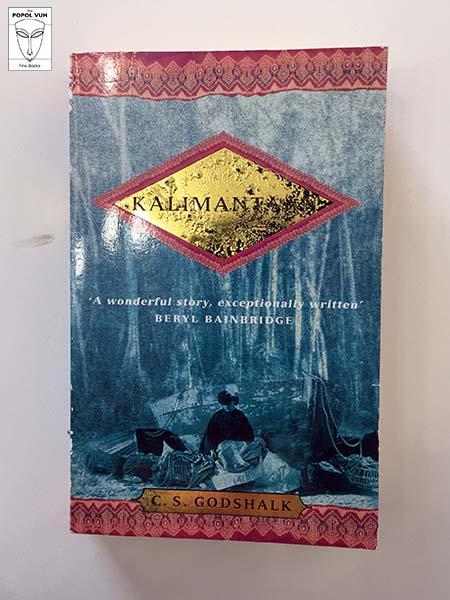 The
POPOL VUH
Fine Books
KALIMANTAAN
'A wonderful story, exceptionally written'
BERYL BAINBRIDGE
C. S. GODSHALK